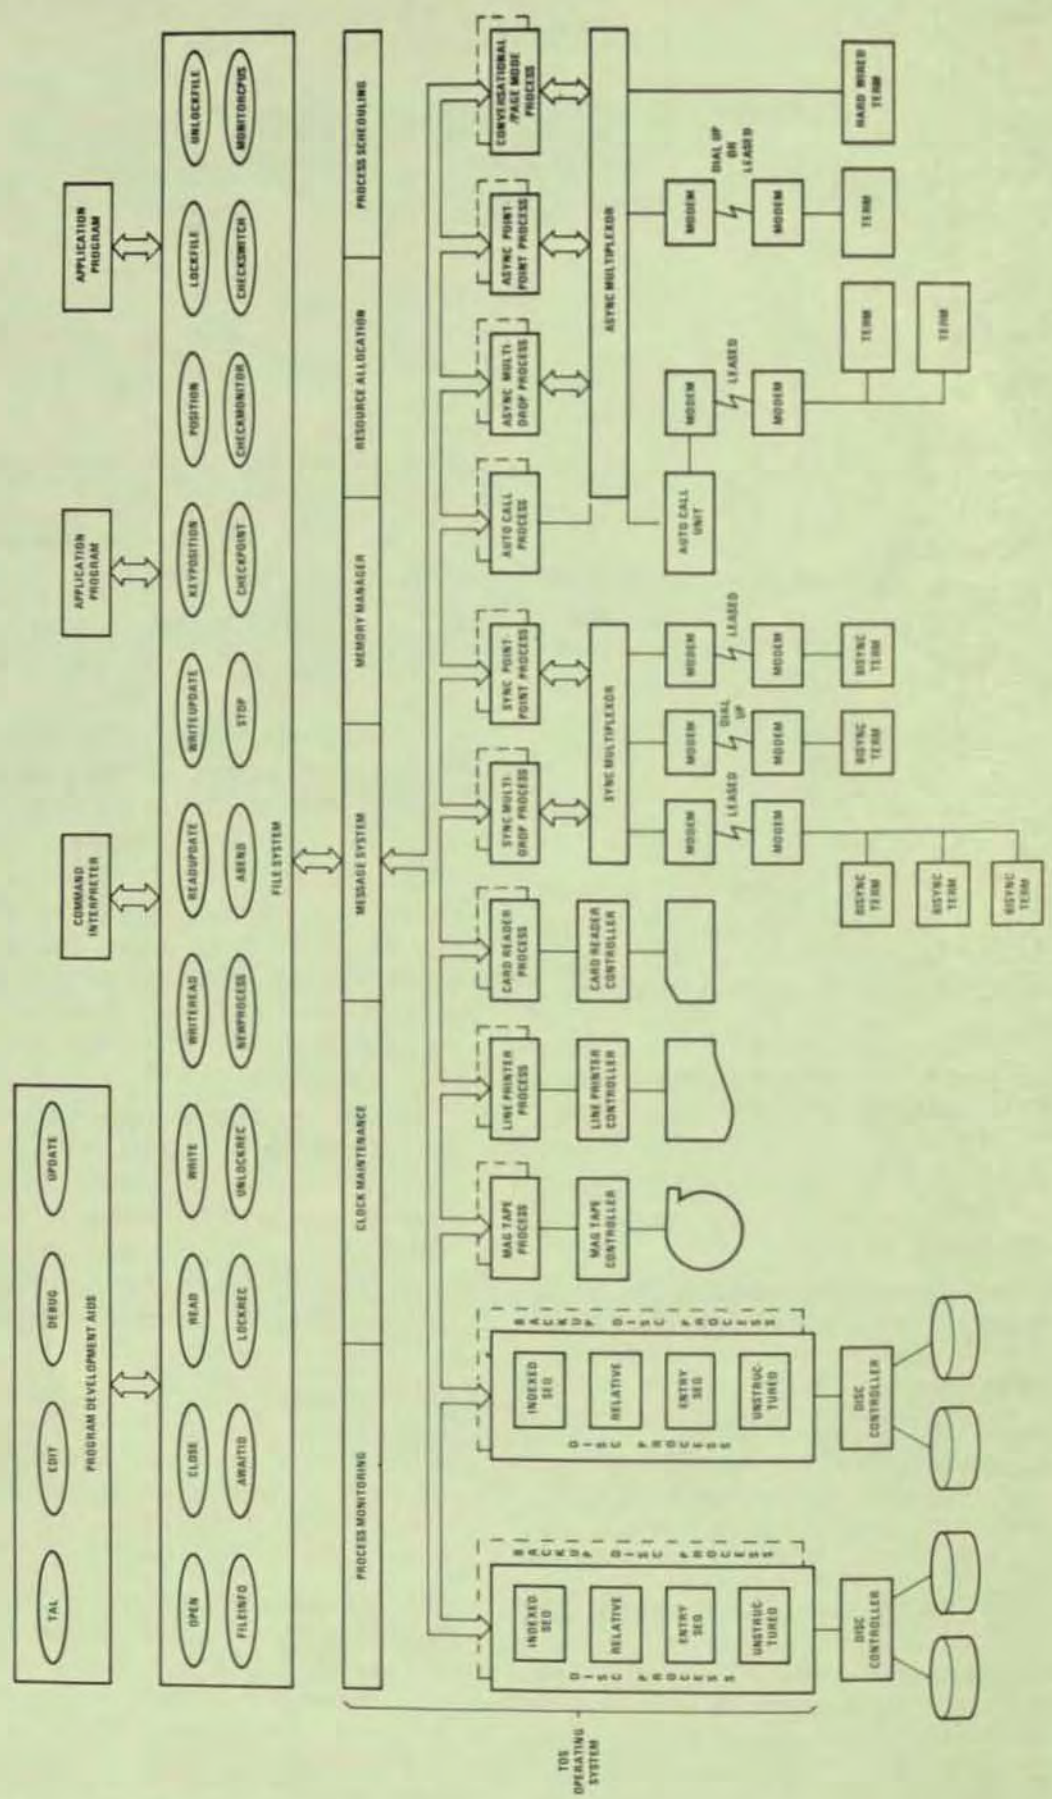 TAL
EDIT
DEBUG
UPDATE
PROGRAM DEVELOPMENT AIDS
COMMAND
INTERPRETER
APPLICATION
PROGRAM
APPLICATION
PROGRAM
OPEN
CLOSE
READ
WRITE
WRITEREAD
READUPDATE
WRITEUPDATE
KEYPOSITION
POSITION
LOCKFILE
UNLOCKFILE
FILEINFO
AWAITIO
LOCKREC
UNLOCKREC
NEWPROCESS
ABEND
STOP
CHECKPOINT
CHECKMONITOR
CHECKSWITCH
MONITORCPUS
FILE SYSTEM
PROCESS MONITORING
CLOCK MAINTENANCE
MESSAGE SYSTEM
MEMORY MANAGER
RESOURCE ALLOCATION
PROCESS SCHEDULING
TOS
OPERATING
SYSTEM
DISC PROCESS
INDEXED
SEQ
RELATIVE
ENTRY
SEQ
UNSTRUC-
TURED
BACKUP DISC PROCESS
DISC
CONTROLLER
DISC PROCESS
INDEXED
SEQ
RELATIVE
ENTRY
SEQ
UNSTRUC-
TURED
BACKUP DISC PROCESS
DISC
CONTROLLER
MAG TAPE
PROCESS
MAG TAPE
CONTROLLER
LINE PRINTER
PROCESS
LINE PRINTER
CONTROLLER
CARD READER
PROCESS
CARD READER
CONTROLLER
SYNC MULTI-
DROP PROCESS
SYNC POINT-
POINT PROCESS
SYNC MULTIPLEXOR
MODEM
LEASED
MODEM
BISYNC
TERM
BISYNC
TERM
BISYNC
TERM
MODEM
DIAL
UP
MODEM
BISYNC
TERM
MODEM
LEASED
MODEM
BISYNC
TERM
AUTO CALL
PROCESS
ASYNC MULTI-
DROP PROCESS
ASYNC POINT
POINT PROCESS
CONVERSATIONAL
/PAGE MODE
PROCESS
ASYNC MULTIPLEXOR
AUTO CALL
UNIT
MODEM
LEASED
MODEM
TERM
TERM
MODEM
DIAL UP
OR
LEASED
MODEM
TERM
HARD WIRED
TERM